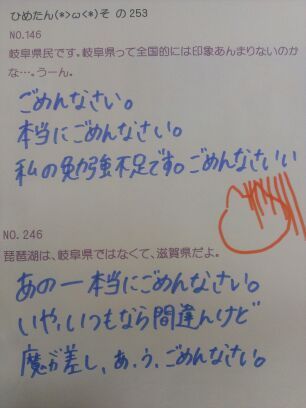 ひめたん(*>ω<*)その253
NO.146
岐阜県民です。岐阜県って全国的には印象あんまりないのか
な…。うーん。
ごめんなさい。
本当にごめんなさい。
私の勉強不足です。ごめんなさいい
NO.246
琵琶湖は、岐阜県ではなくて、滋賀県だよ。
あの一本当にごめんなさい。
いや、いつもなら間違んけど
魔が差し、あ、う、ごめんなさい。